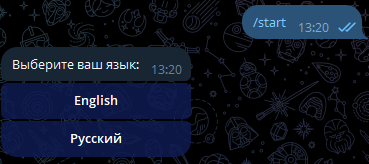 /start
13:20
Выберите ваш язык:
13:20
English
Русский